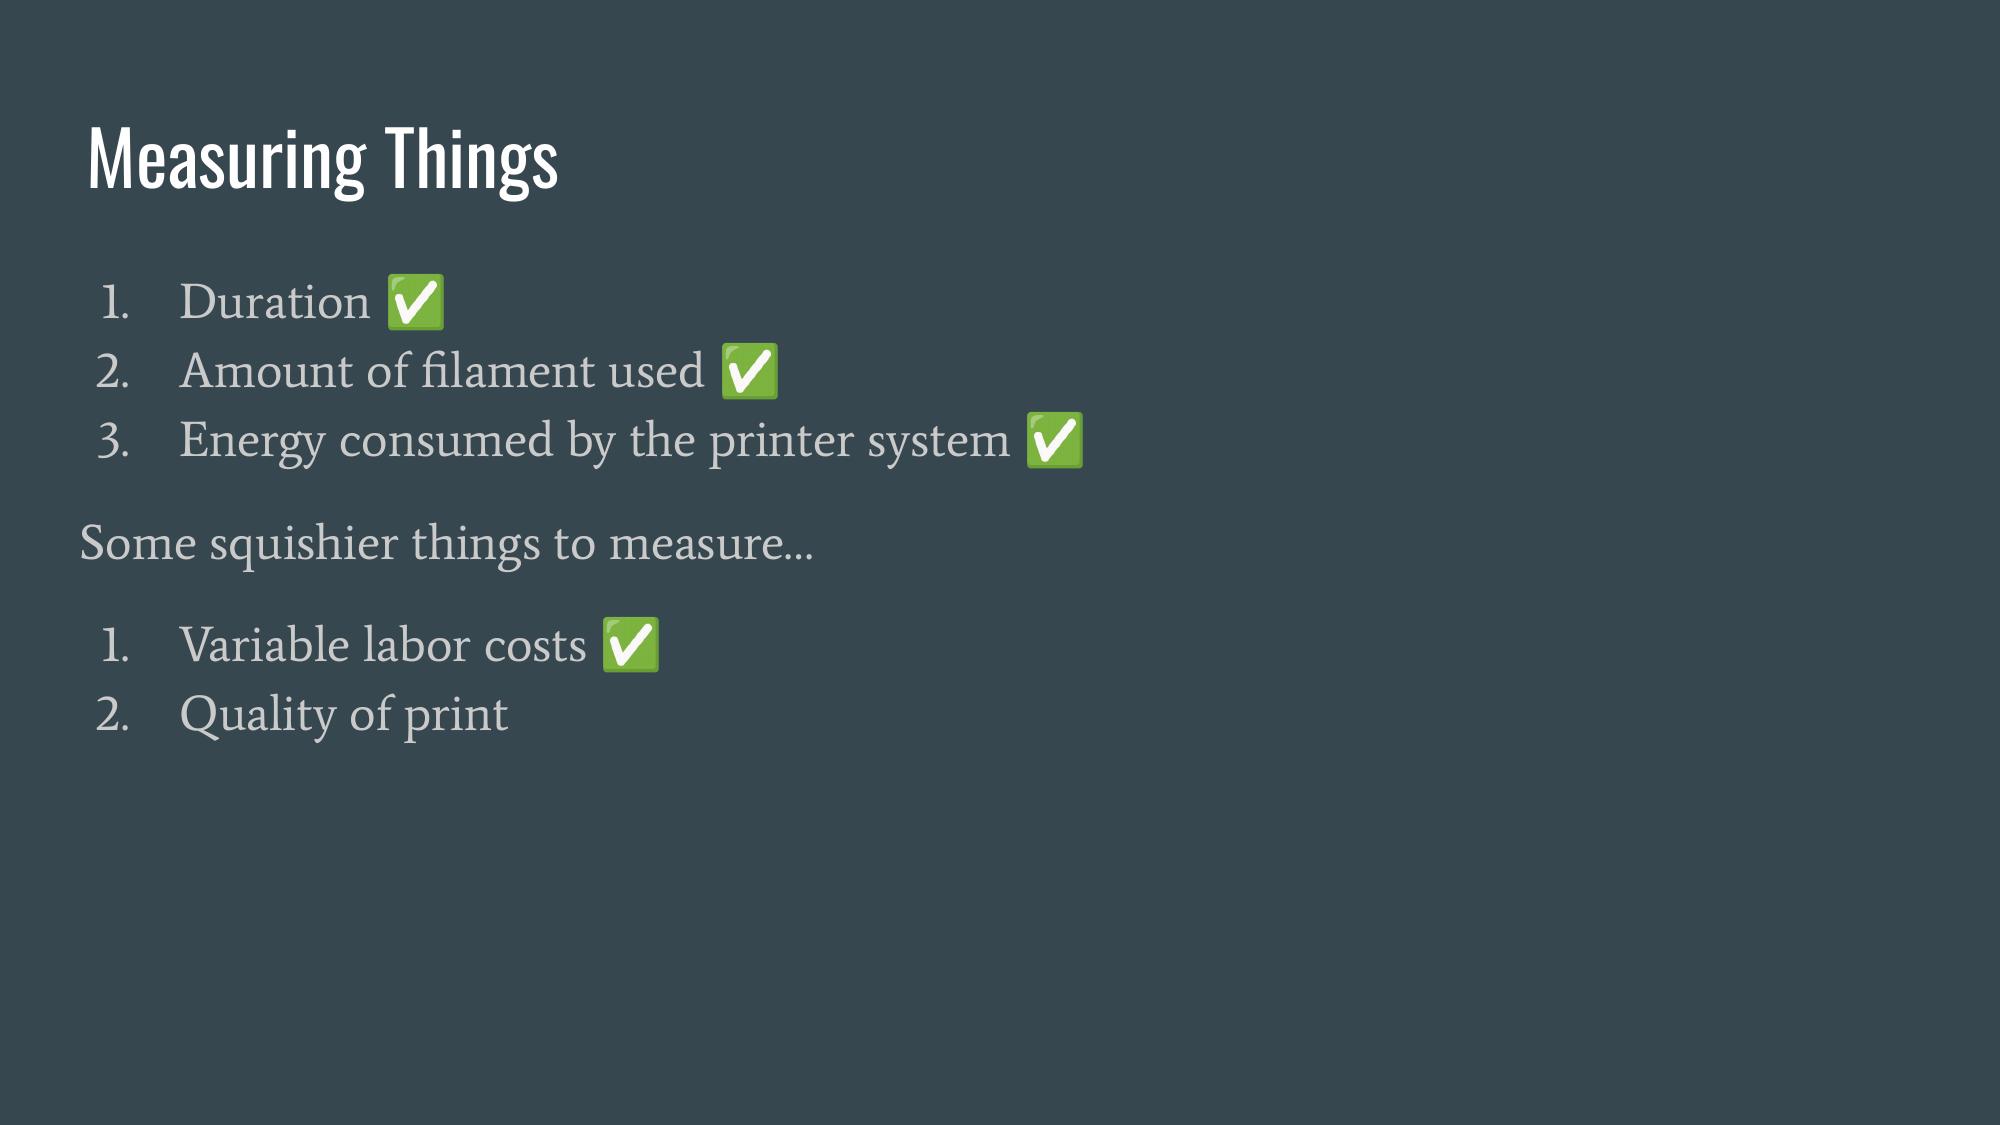 Measuring Things
1. Duration ✅
2. Amount of filament used ✅
3. Energy consumed by the printer system ✅
Some squishier things to measure...
1. Variable labor costs ✅
2. Quality of print